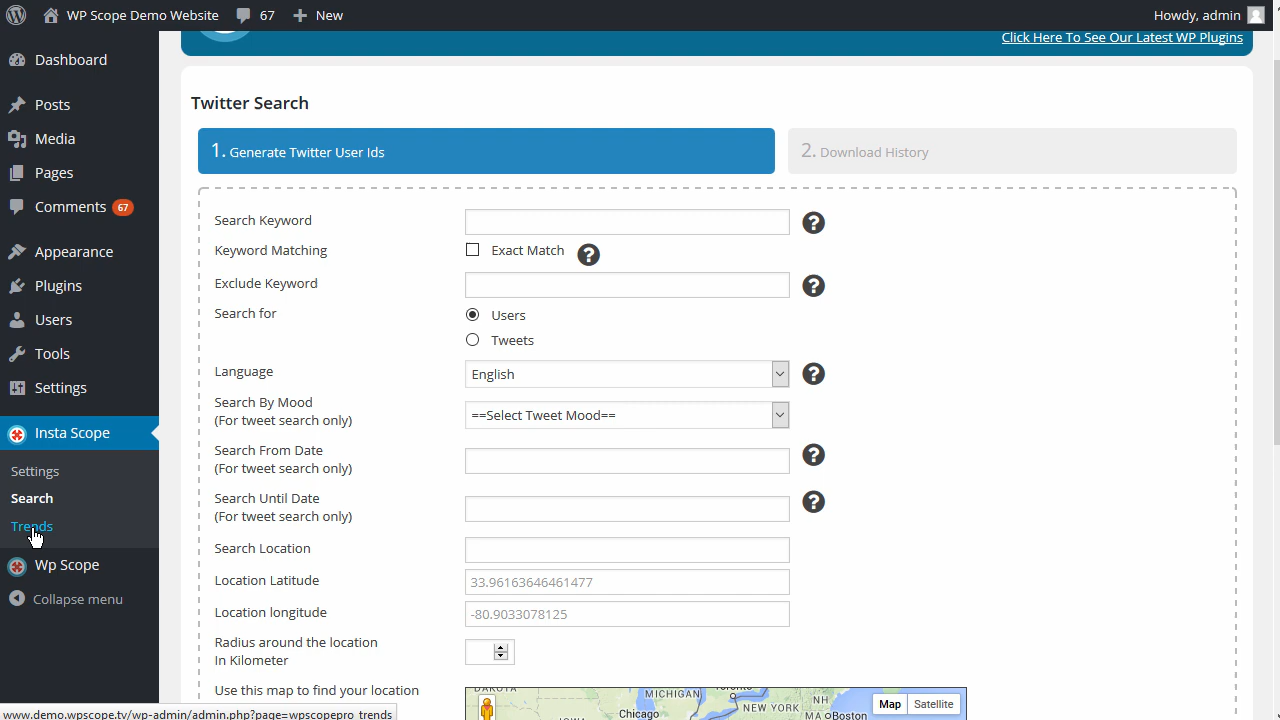 WP Scope Demo Website 67 New Howdy, admin
Click Here To See Our Latest WP Plugins
Dashboard
Posts
Media
Pages
Comments 67
Appearance
Plugins
Users
Tools
Settings
Insta Scope
Settings
Search
Trends
Wp Scope
Collapse menu
Twitter Search
1. Generate Twitter User Ids
2. Download History
Search Keyword
Keyword Matching Exact Match
Exclude Keyword
Search for Users
Tweets
Language English
Search By Mood
(For tweet search only) ==Select Tweet Mood==
Search From Date
(For tweet search only)
Search Until Date
(For tweet search only)
Search Location
Location Latitude 33.96163646461477
Location longitude -80.9033078125
Radius around the location
In Kilometer
Use this map to find your location
DAKOTA
MICHIGAN
Toronto
Map Satellite
NEW YORK
NH
Chicago
MA Boston
IOWA
www.demo.wpscope.tv/wp-admin/admin.php?page=wpscopepro_trends